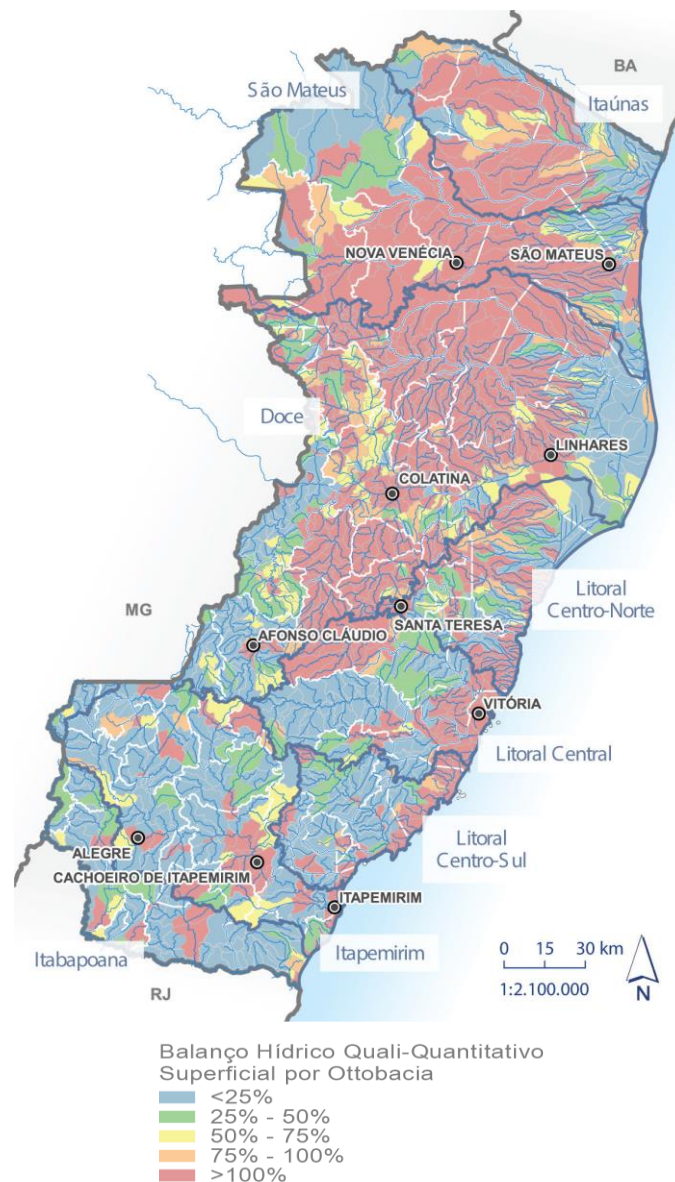 BA
São Mateus
Itaúnas
NOVA VENÉCIA
SÃO MATEUS
Doce
LINHARES
COLATINA
MG
Litoral
Centro-Norte
SANTA TERESA
AFONSO CLÁUDIO
VITÓRIA
Litoral Central
Litoral
Centro-Sul
ALEGRE
CACHOEIRO DE ITAPEMIRIM
ITAPEMIRIM
Itabapoana
Itapemirim
RJ
0 15 30 km
1:2.100.000
N
Balanço Hídrico Quali-Quantitativo
Superficial por Ottobacia
<25%
25% - 50%
50% - 75%
75% - 100%
>100%